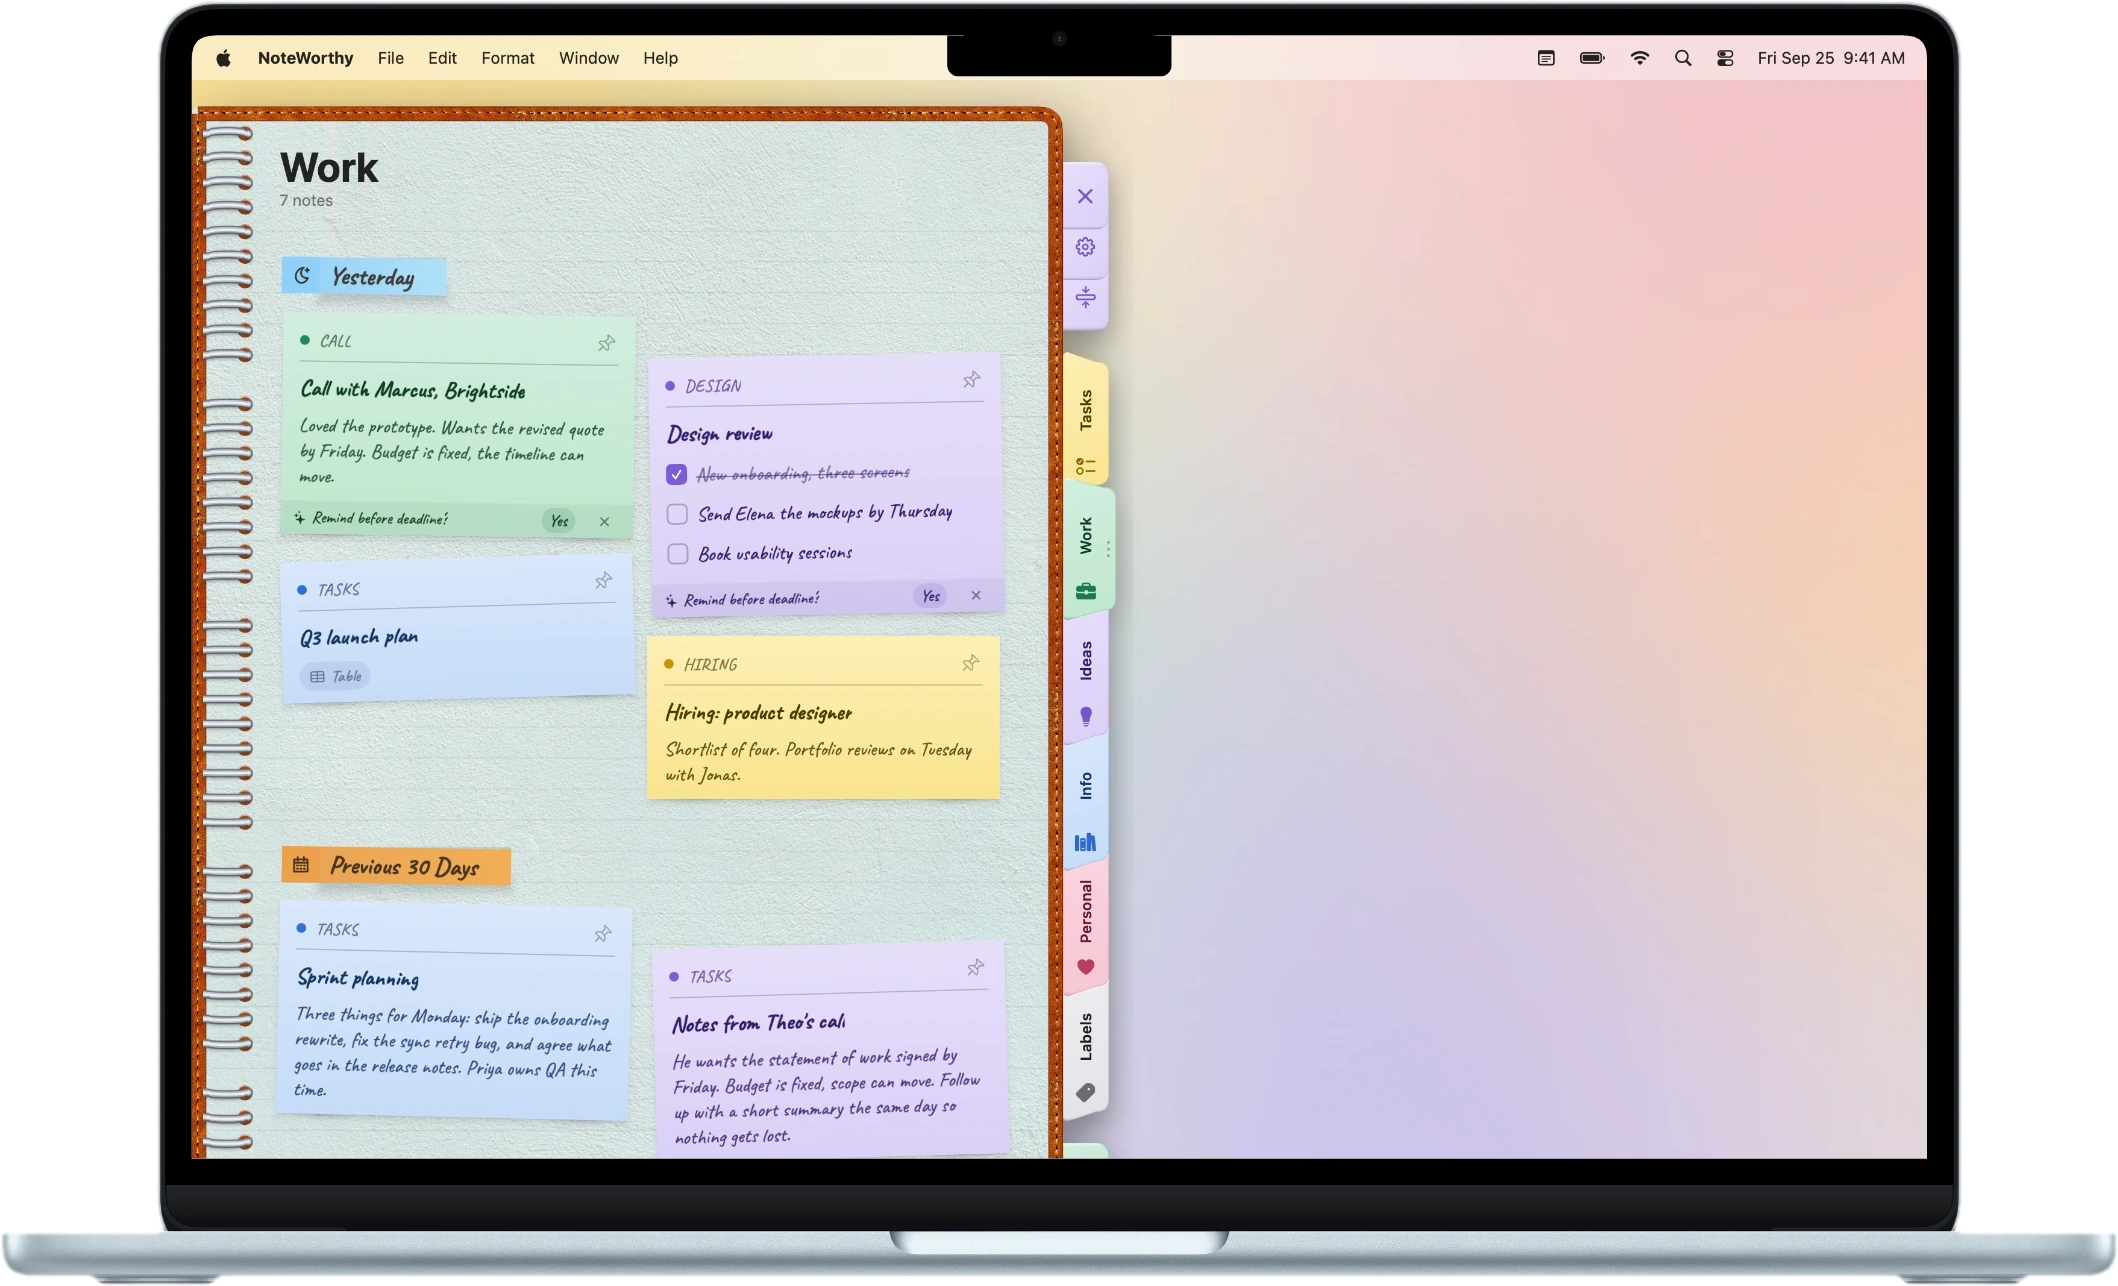 NoteWorthy File Edit Format Window Help
Fri Sep 25 9:41 AM
Work
7 notes
Yesterday
CALL
Call with Marcus, Brightside
Loved the prototype. Wants the revised quote
by Friday. Budget is fixed, the timeline can
move.
Remind before deadline?
Yes
DESIGN
Design review
New onboarding, three screens
Send Elena the mockups by Thursday
Book usability sessions
Remind before deadline?
Yes
TASKS
Q3 launch plan
Table
HIRING
Hiring: product designer
Shortlist of four. Portfolio reviews on Tuesday
with Jonas.
Previous 30 Days
TASKS
Sprint planning
Three things for Monday: ship the onboarding
rewrite, fix the sync retry bug, and agree what
goes in the release notes. Priya owns QA this
time.
TASKS
Notes from Theo's call
He wants the statement of work signed by
Friday. Budget is fixed, scope can move. Follow
up with a short summary the same day so
nothing gets lost.
Tasks
Work
Ideas
Info
Personal
Labels